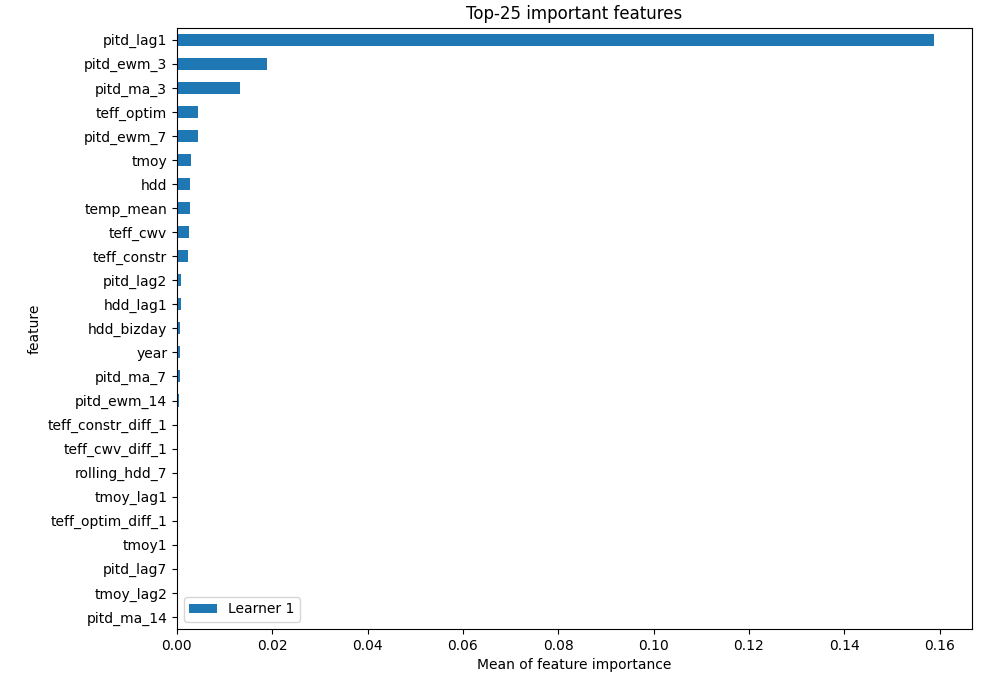 Top-25 important features
pitd_lag1
pitd_ewm_3
pitd_ma_3
teff_optim
pitd_ewm_7
tmoy
hdd
temp_mean
teff_cwv
teff_constr
pitd_lag2
hdd_lag1
hdd_bizday
year
pitd_ma_7
pitd_ewm_14
teff_constr_diff_1
teff_cwv_diff_1
rolling_hdd_7
tmoy_lag1
teff_optim_diff_1
tmoy1
pitd_lag7
tmoy_lag2
pitd_ma_14
feature
Learner 1
0.00 0.02 0.04 0.06 0.08 0.10 0.12 0.14 0.16
Mean of feature importance